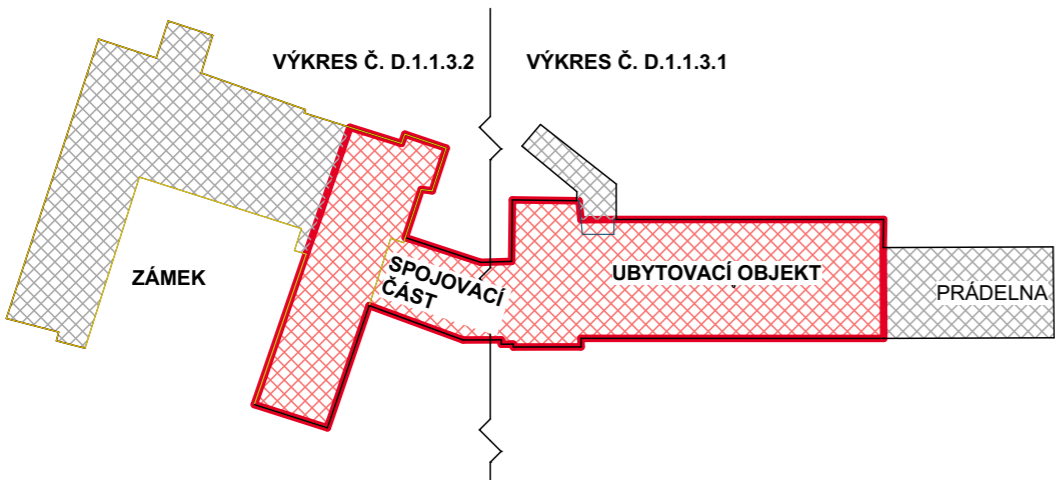 VÝKRES Č. D.1.1.3.2
VÝKRES Č. D.1.1.3.1
ZÁMEK
SPOJOVACÍ
ČÁST
UBYTOVACÍ OBJEKT
PRÁDELNA